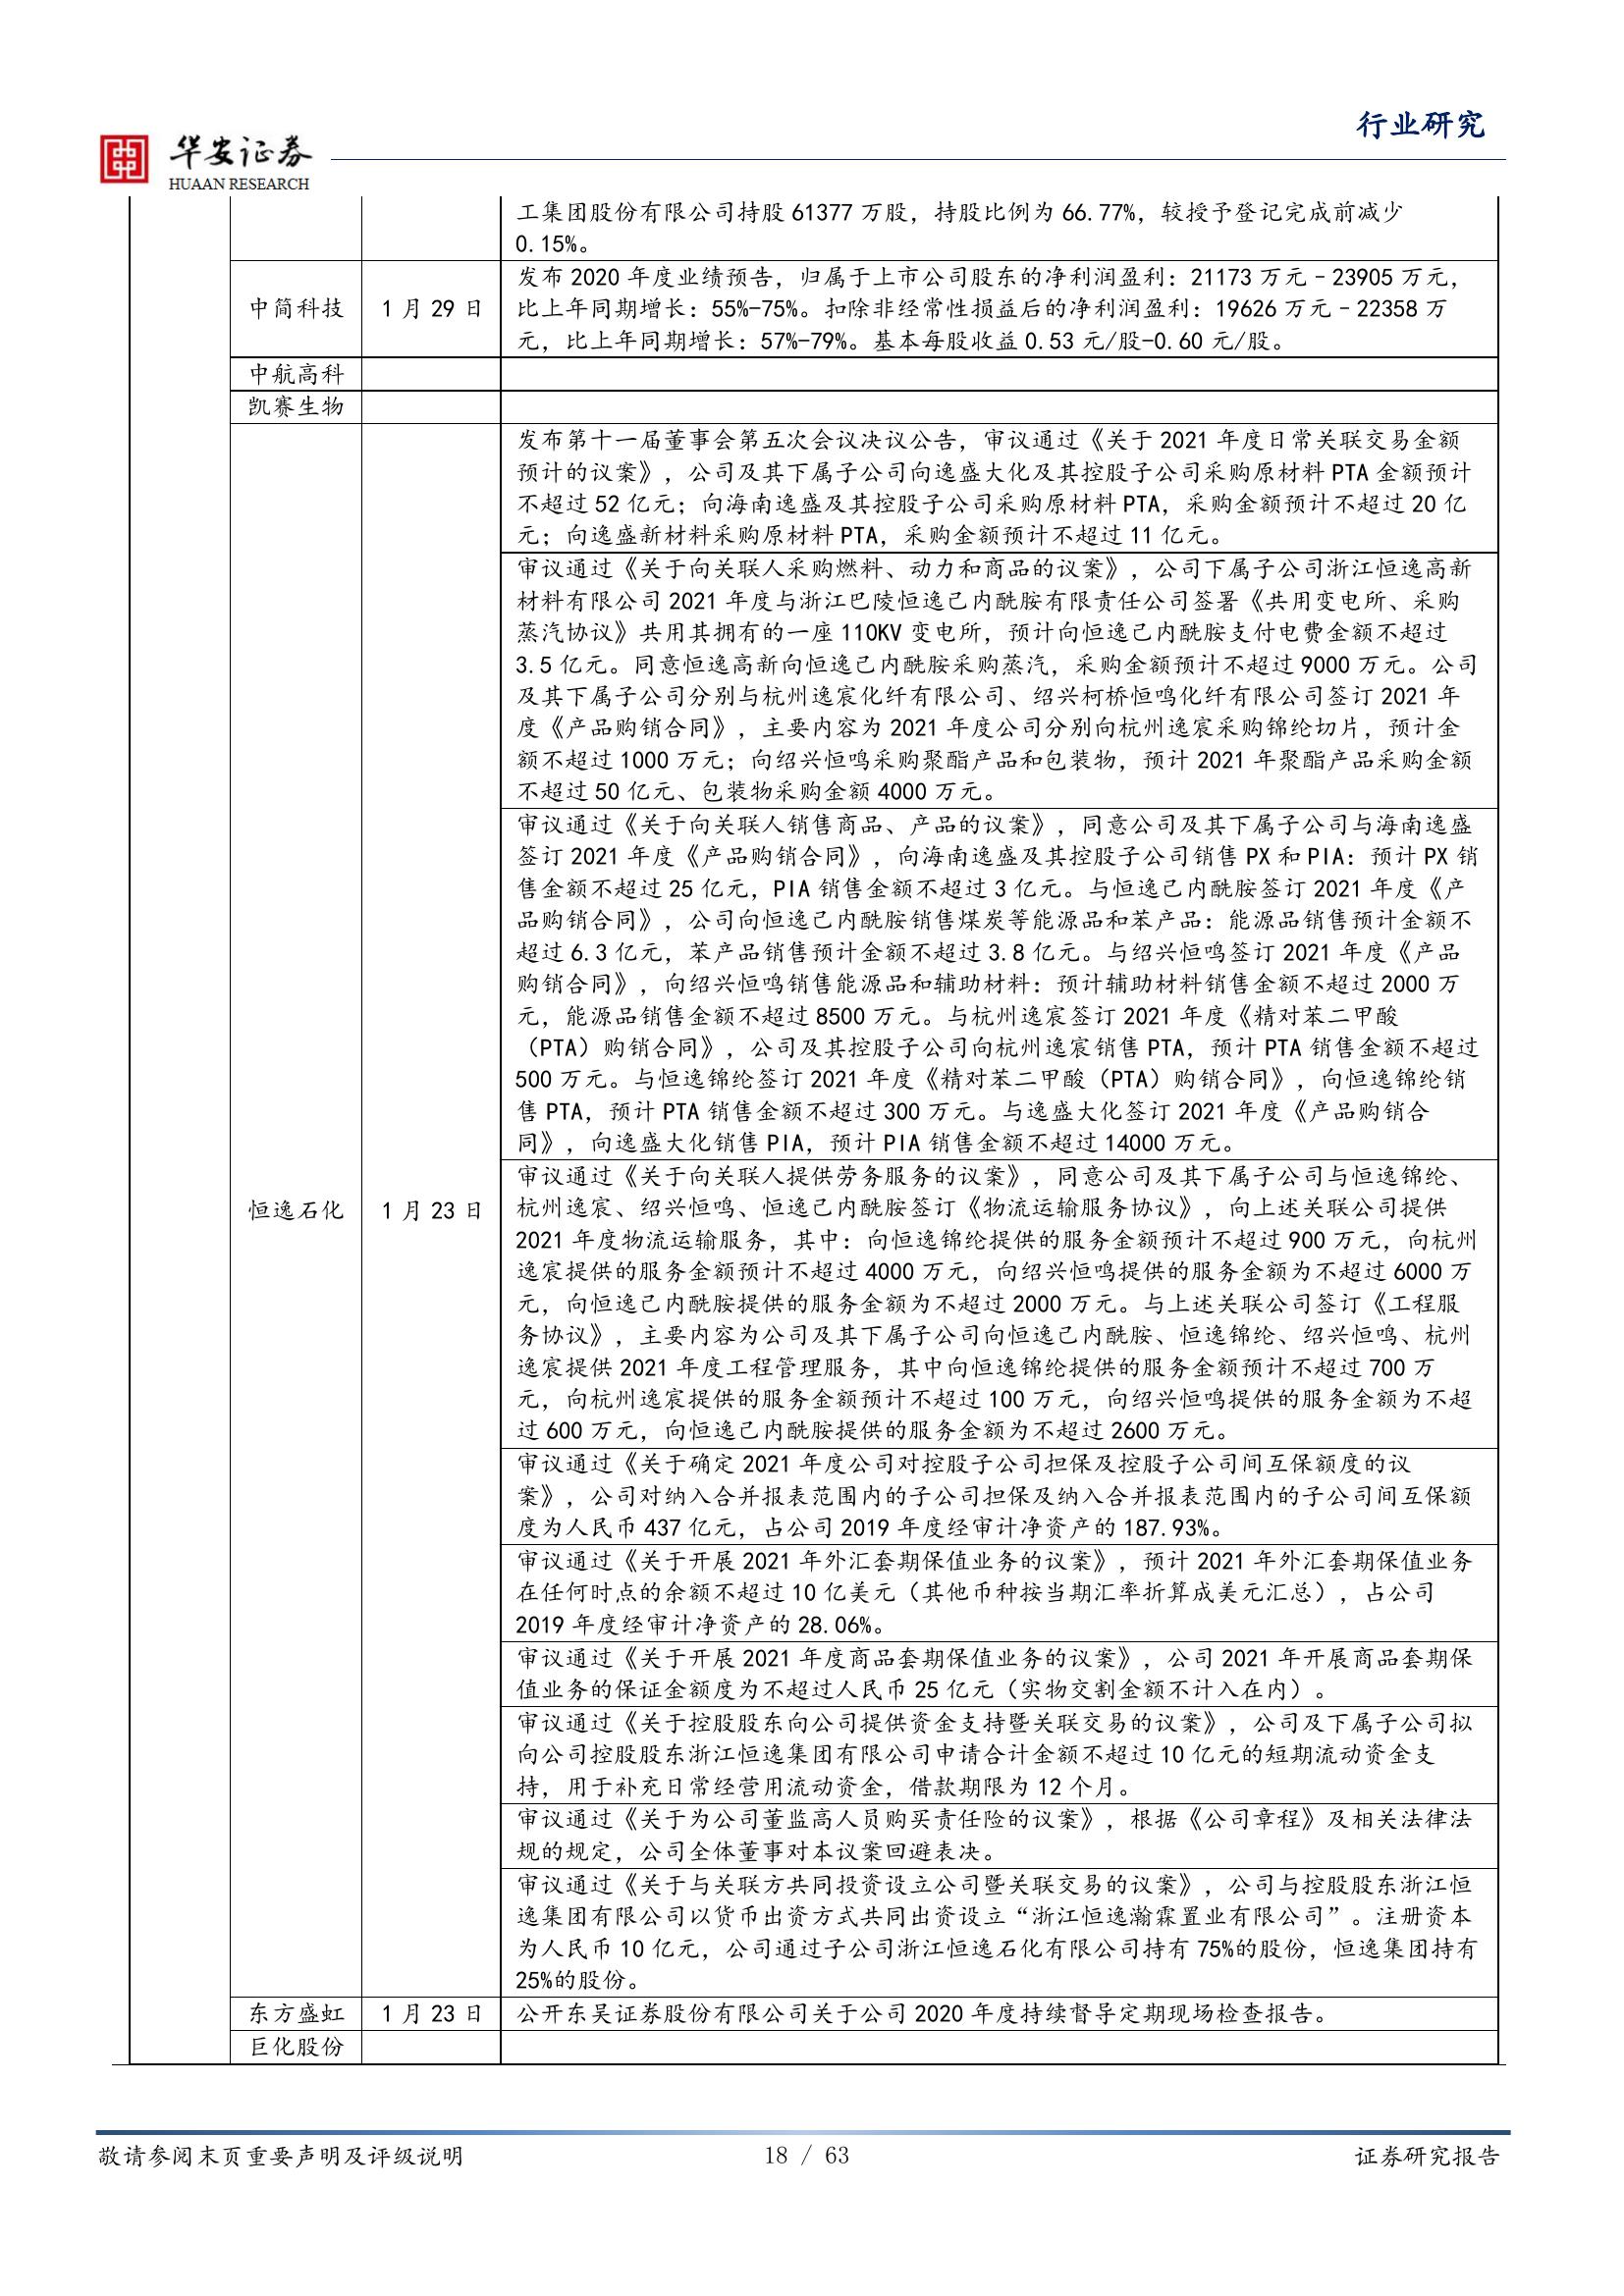 行业研究
华安证券
HUAAN RESEARCH
工集团股份有限公司持股 61377 万股，持股比例为 66.77%，较授予登记完成前减少
0.15%。
中简科技
1 月 29 日
发布 2020 年度业绩预告，归属于上市公司股东的净利润盈利：21173 万元–23905 万元，
比上年同期增长：55%-75%。扣除非经常性损益后的净利润盈利：19626 万元–22358 万
元，比上年同期增长：57%-79%。基本每股收益 0.53 元/股-0.60 元/股。
中航高科
凯赛生物
恒逸石化
1 月 23 日
发布第十一届董事会第五次会议决议公告，审议通过《关于 2021 年度日常关联交易金额
预计的议案》，公司及其下属子公司向逸盛大化及其控股子公司采购原材料 PTA 金额预计
不超过 52 亿元；向海南逸盛及其控股子公司采购原材料 PTA，采购金额预计不超过 20 亿
元；向逸盛新材料采购原材料 PTA，采购金额预计不超过 11 亿元。
审议通过《关于向关联人采购燃料、动力和商品的议案》，公司下属子公司浙江恒逸高新
材料有限公司 2021 年度与浙江巴陵恒逸己内酰胺有限责任公司签署《共用变电所、采购
蒸汽协议》共用其拥有的一座 110KV 变电所，预计向恒逸己内酰胺支付电费金额不超过
3.5 亿元。同意恒逸高新向恒逸己内酰胺采购蒸汽，采购金额预计不超过 9000 万元。公司
及其下属子公司分别与杭州逸宸化纤有限公司、绍兴柯桥恒鸣化纤有限公司签订 2021 年
度《产品购销合同》，主要内容为 2021 年度公司分别向杭州逸宸采购锦纶切片，预计金
额不超过 1000 万元；向绍兴恒鸣采购聚酯产品和包装物，预计 2021 年聚酯产品采购金额
不超过 50 亿元、包装物采购金额 4000 万元。
审议通过《关于向关联人销售商品、产品的议案》，同意公司及其下属子公司与海南逸盛
签订 2021 年度《产品购销合同》，向海南逸盛及其控股子公司销售 PX 和 PIA：预计 PX 销
售金额不超过 25 亿元，PIA 销售金额不超过 3 亿元。与恒逸己内酰胺签订 2021 年度《产
品购销合同》，公司向恒逸己内酰胺销售煤炭等能源品和苯产品：能源品销售预计金额不
超过 6.3 亿元，苯产品销售预计金额不超过 3.8 亿元。与绍兴恒鸣签订 2021 年度《产品
购销合同》，向绍兴恒鸣销售能源品和辅助材料：预计辅助材料销售金额不超过 2000 万
元，能源品销售金额不超过 8500 万元。与杭州逸宸签订 2021 年度《精对苯二甲酸
（PTA）购销合同》，公司及其控股子公司向杭州逸宸销售 PTA，预计 PTA 销售金额不超过
500 万元。与恒逸锦纶签订 2021 年度《精对苯二甲酸（PTA）购销合同》，向恒逸锦纶销
售 PTA，预计 PTA 销售金额不超过 300 万元。与逸盛大化签订 2021 年度《产品购销合
同》，向逸盛大化销售 PIA，预计 PIA 销售金额不超过 14000 万元。
审议通过《关于向关联人提供劳务服务的议案》，同意公司及其下属子公司与恒逸锦纶、
杭州逸宸、绍兴恒鸣、恒逸己内酰胺签订《物流运输服务协议》，向上述关联公司提供
2021 年度物流运输服务，其中：向恒逸锦纶提供的服务金额预计不超过 900 万元，向杭州
逸宸提供的服务金额预计不超过 4000 万元，向绍兴恒鸣提供的服务金额为不超过 6000 万
元，向恒逸己内酰胺提供的服务金额为不超过 2000 万元。与上述关联公司签订《工程服
务协议》，主要内容为公司及其下属子公司向恒逸己内酰胺、恒逸锦纶、绍兴恒鸣、杭州
逸宸提供 2021 年度工程管理服务，其中向恒逸锦纶提供的服务金额预计不超过 700 万
元，向杭州逸宸提供的服务金额预计不超过 100 万元，向绍兴恒鸣提供的服务金额为不超
过 600 万元，向恒逸己内酰胺提供的服务金额为不超过 2600 万元。
审议通过《关于确定 2021 年度公司对控股子公司担保及控股子公司间互保额度的议
案》，公司对纳入合并报表范围内的子公司担保及纳入合并报表范围内的子公司间互保额
度为人民币 437 亿元，占公司 2019 年度经审计净资产的 187.93%。
审议通过《关于开展 2021 年外汇套期保值业务的议案》，预计 2021 年外汇套期保值业务
在任何时点的余额不超过 10 亿美元（其他币种按当期汇率折算成美元汇总），占公司
2019 年度经审计净资产的 28.06%。
审议通过《关于开展 2021 年度商品套期保值业务的议案》，公司 2021 年开展商品套期保
值业务的保证金额度为不超过人民币 25 亿元（实物交割金额不计入在内）。
审议通过《关于控股股东向公司提供资金支持暨关联交易的议案》，公司及下属子公司拟
向公司控股股东浙江恒逸集团有限公司申请合计金额不超过 10 亿元的短期流动资金支
持，用于补充日常经营用流动资金，借款期限为 12 个月。
审议通过《关于为公司董监高人员购买责任险的议案》，根据《公司章程》及相关法律法
规的规定，公司全体董事对本议案回避表决。
审议通过《关于与关联方共同投资设立公司暨关联交易的议案》，公司与控股股东浙江恒
逸集团有限公司以货币出资方式共同出资设立“浙江恒逸瀚霖置业有限公司”。注册资本
为人民币 10 亿元，公司通过子公司浙江恒逸石化有限公司持有 75%的股份，恒逸集团持有
25%的股份。
东方盛虹
1 月 23 日
公开东吴证券股份有限公司关于公司 2020 年度持续督导定期现场检查报告。
巨化股份
敬请参阅末页重要声明及评级说明
18 / 63
证券研究报告